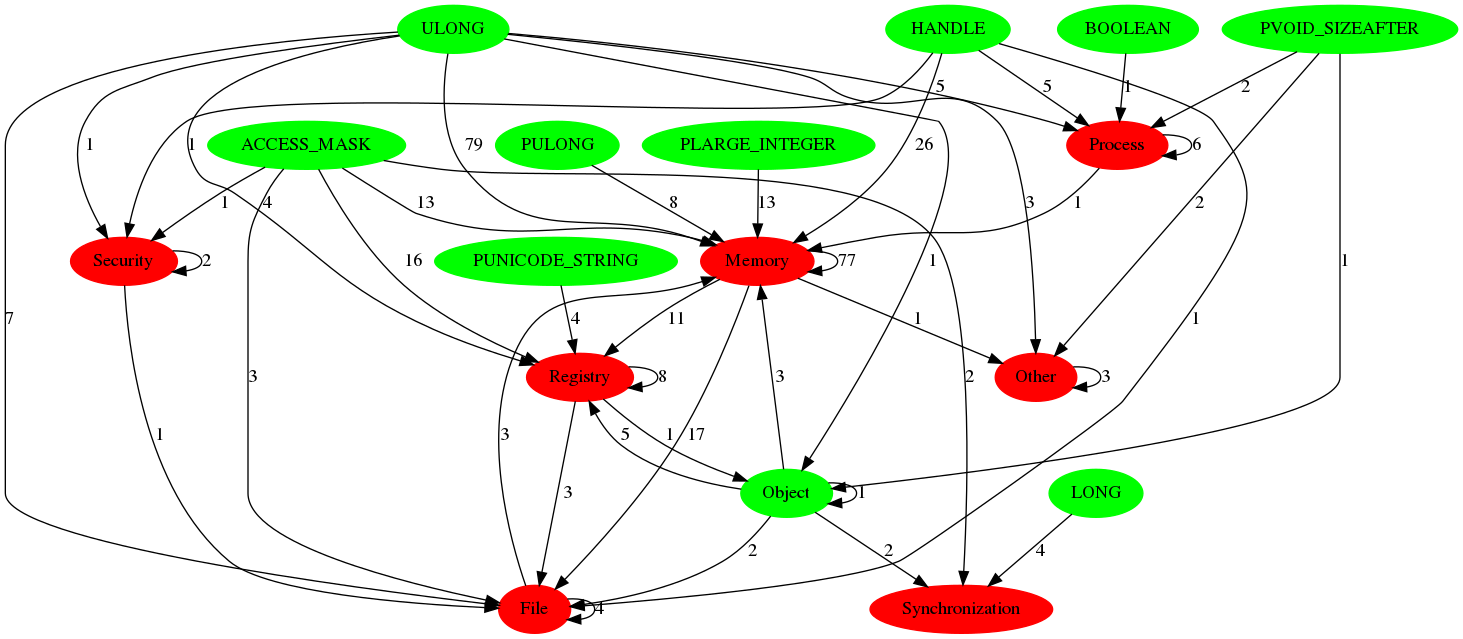 ULONG
HANDLE
BOOLEAN
PVOID_SIZEAFTER
5
5
1
2
1
1
79
ACCESS_MASK
PULONG
PLARGE_INTEGER
26
Process
6
1
4
1
13
8
13
1
3
2
Security
2
16
PUNICODE_STRING
Memory
77
1
1
7
4
11
1
1
3
Registry
8
3
2
Other
3
1
3
5
1
17
3
Object
1
LONG
2
2
4
File
4
Synchronization